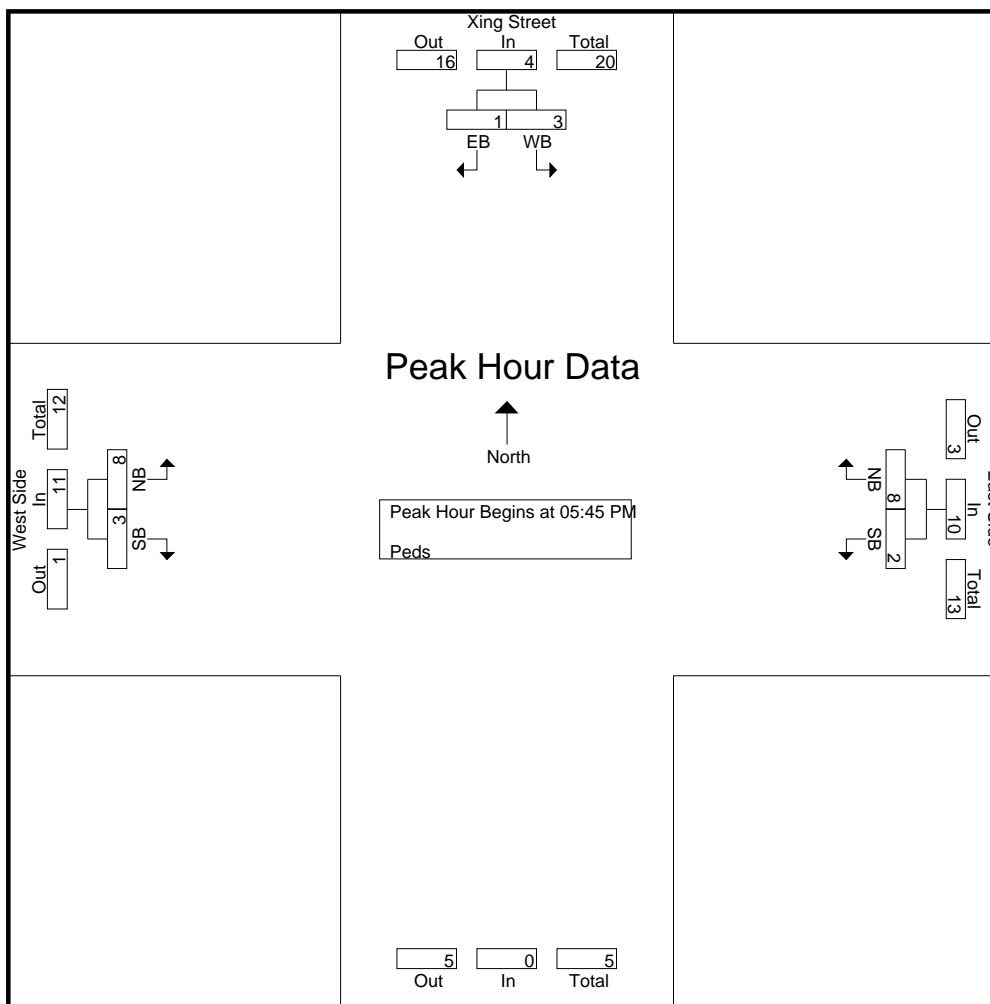 Xing Street
Out In Total
16 4 20
1 3
EB WB
Peak Hour Data
North
Peak Hour Begins at 05:45 PM
Peds
West Side
Total In Out
12 11 1
8 3
NB SB
NB SB
8 2
Out In Total
3 10 13
5 0 5
Out In Total